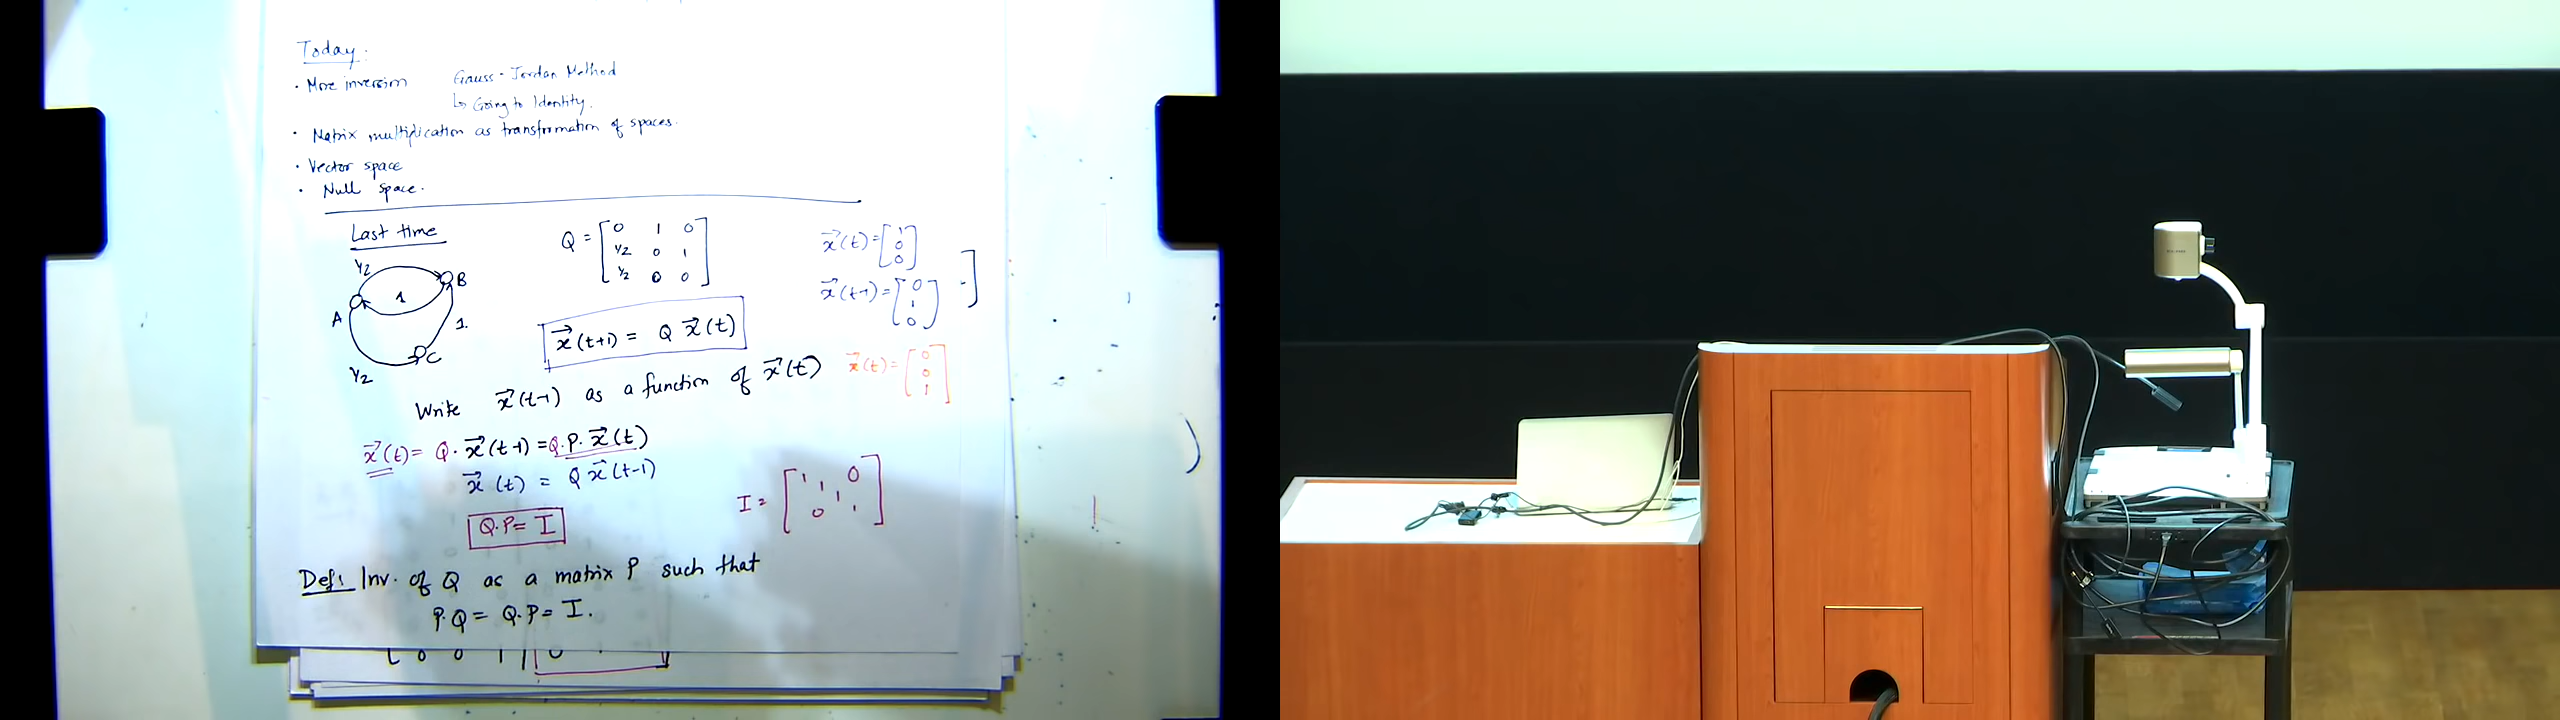 Today:
• More inversion Gauss-Jordan Method
↳ Going to Identity.
• Matrix multiplication as transformation of spaces.
• Vector space
• Null space.
Last time
Q = [0 1 0; 1/2 0 1; 1/2 0 0]
x⃗(t) = [1; 0; 0]
x⃗(t-1) = [0; 1; 0]
1/2 B
1
A 1.
C
1/2
x⃗(t+1) = Q x⃗(t)
x⃗(t) = [0; 0; 1]
Write x⃗(t-1) as a function of x⃗(t)
x⃗(t) = Q · x⃗(t-1) = Q.P. x⃗(t)
x⃗(t) = Q x⃗(t-1)
I = [1 1 0 1 0 1]
Q.P = I
Def: Inv. of Q as a matrix P such that
P.Q = Q.P = I.
0 0 1